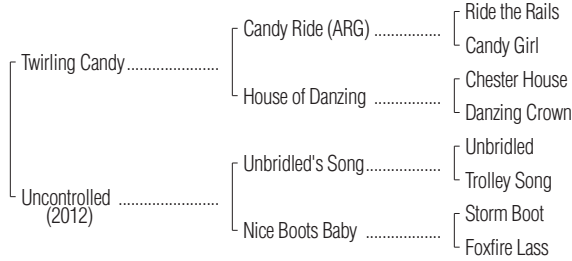 Ride the Rails
Candy Ride (ARG) ................
Candy Girl
Twirling Candy ......................
Chester House
House of Danzing ................
Danzing Crown
Unbridled
Unbridled's Song ..................
Trolley Song
Uncontrolled ........................
(2012)
Storm Boot
Nice Boots Baby ..................
Foxfire Lass